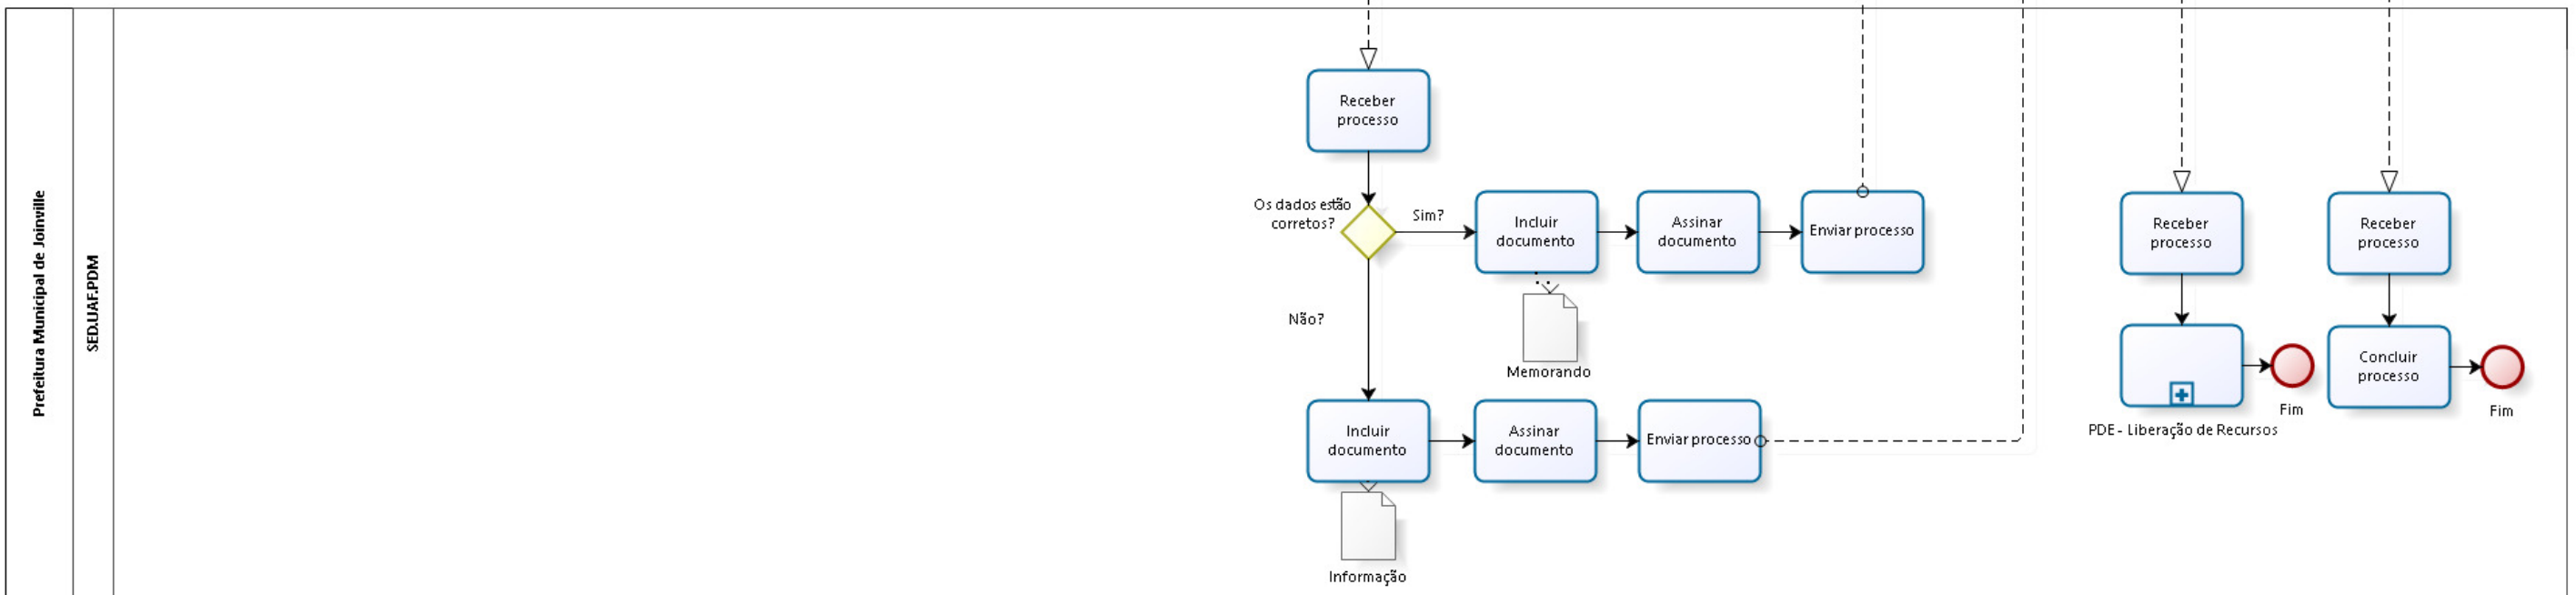 Prefeitura Municipal de Joinville
SED.UAF.PDM
Receber
processo
Os dados estão
corretos?
Sim?
Incluir
documento
Assinar
documento
Enviar processo
Memorando
Não?
Incluir
documento
Assinar
documento
Enviar processo
Informação
Receber
processo
PDE - Liberação de Recursos
Fim
Receber
processo
Concluir
processo
Fim